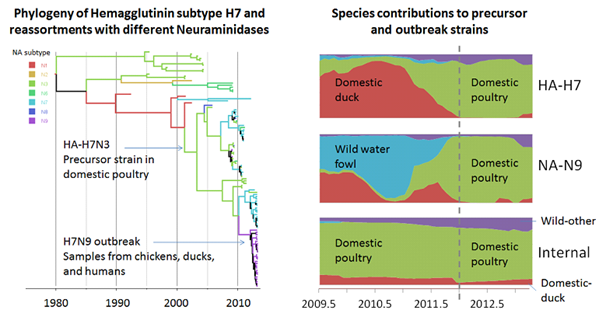 Phylogeny of Hemagglutinin subtype H7 and
reassortments with different Neuraminidases
NA subtype
N1
N2
N3
N6
N7
N8
N9
HA-H7N3
Precursor strain in
domestic poultry
H7N9 outbreak
Samples from chickens, ducks,
and humans
1980
1990
2000
2010
Species contributions to precursor
and outbreak strains
Domestic
duck
Domestic
poultry
HA-H7
Wild water
fowl
Domestic
poultry
NA-N9
Domestic
poultry
Domestic
poultry
Wild-other
Internal
Domestic-
duck
2009.5
2010.5
2011.5
2012.5